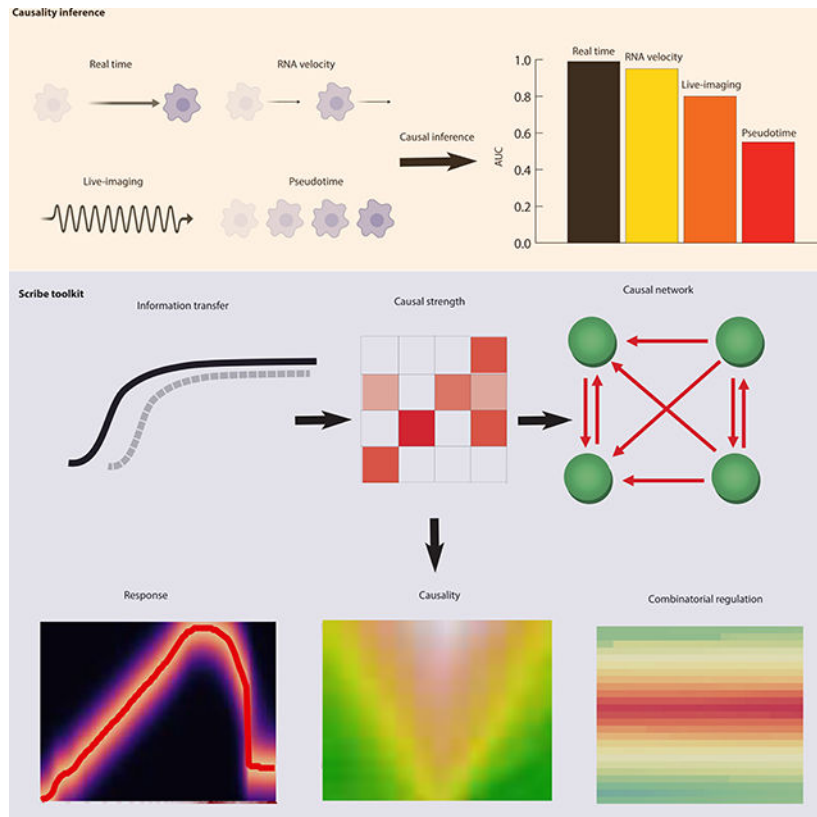 Causality inference
Real time
RNA velocity
Live-imaging
Pseudotime
Causal inference
AUC
1.0
0.8
0.6
0.4
0.2
0.0
Real time
RNA velocity
Live-imaging
Pseudotime
Scribe toolkit
Information transfer
Causal strength
Causal network
Response
Causality
Combinatorial regulation